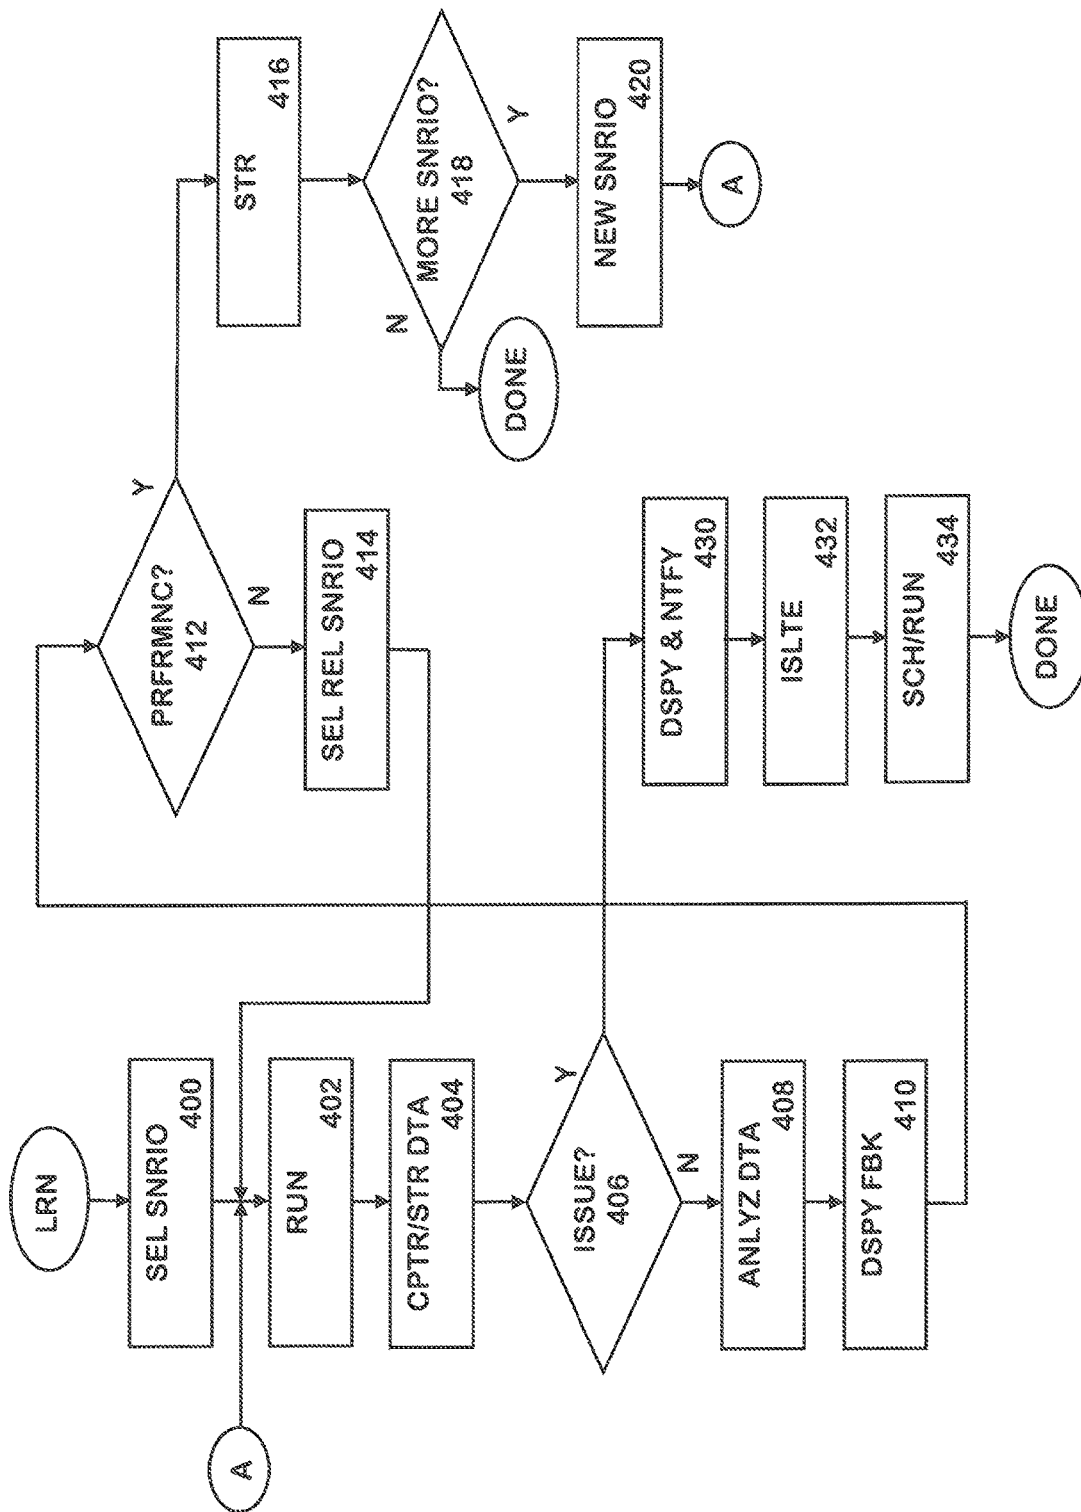 LRN
SEL SNRIO
400
A
RUN
402
CPTR/STR DTA
404
ISSUE?
406
Y
N
ANLYZ DTA
408
DSPY FBK
410
PRFRMNC?
412
Y
N
SEL REL SNRIO
414
DSPY & NTFY
430
ISLTE
432
SCH/RUN
434
DONE
STR
416
MORE SNRIO?
418
N
Y
DONE
NEW SNRIO
420
A